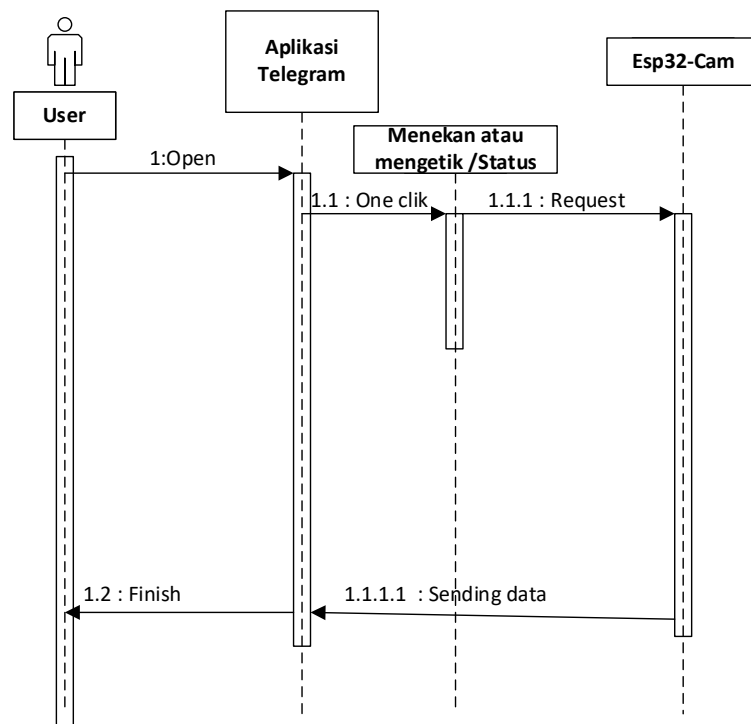 Aplikasi
Telegram
Esp32-Cam
User
Menekan atau
mengetik /Status
1:Open
1.1 : One clik
1.1.1 : Request
1.2 : Finish
1.1.1.1 : Sending data